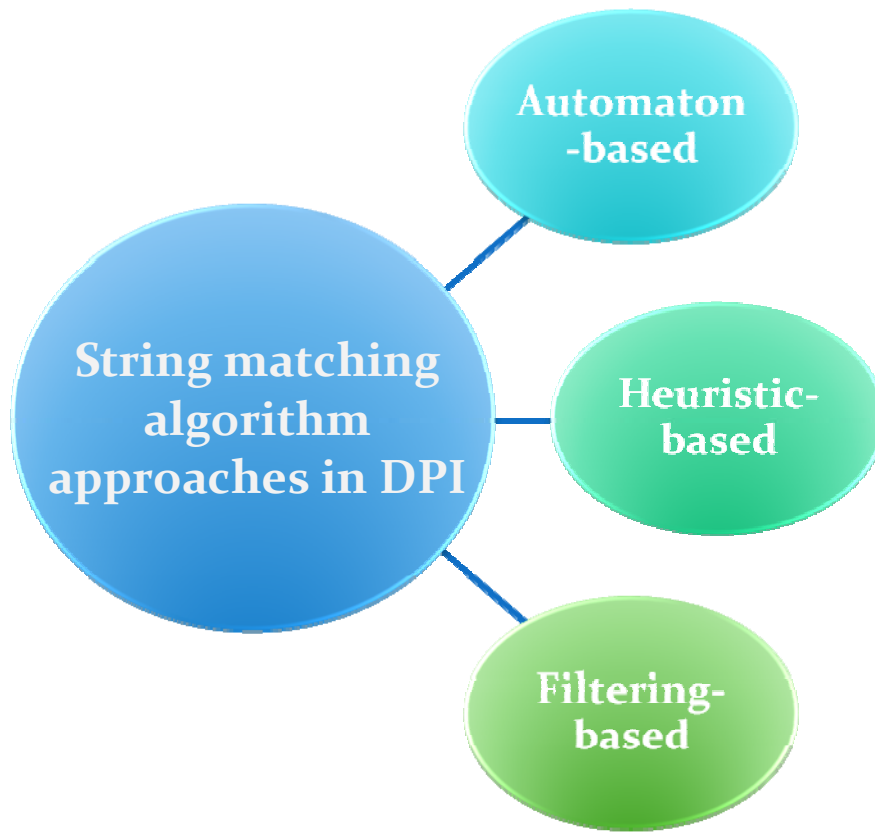 Automaton
-based
String matching
algorithm
approaches in DPI
Heuristic-
based
Filtering-
based